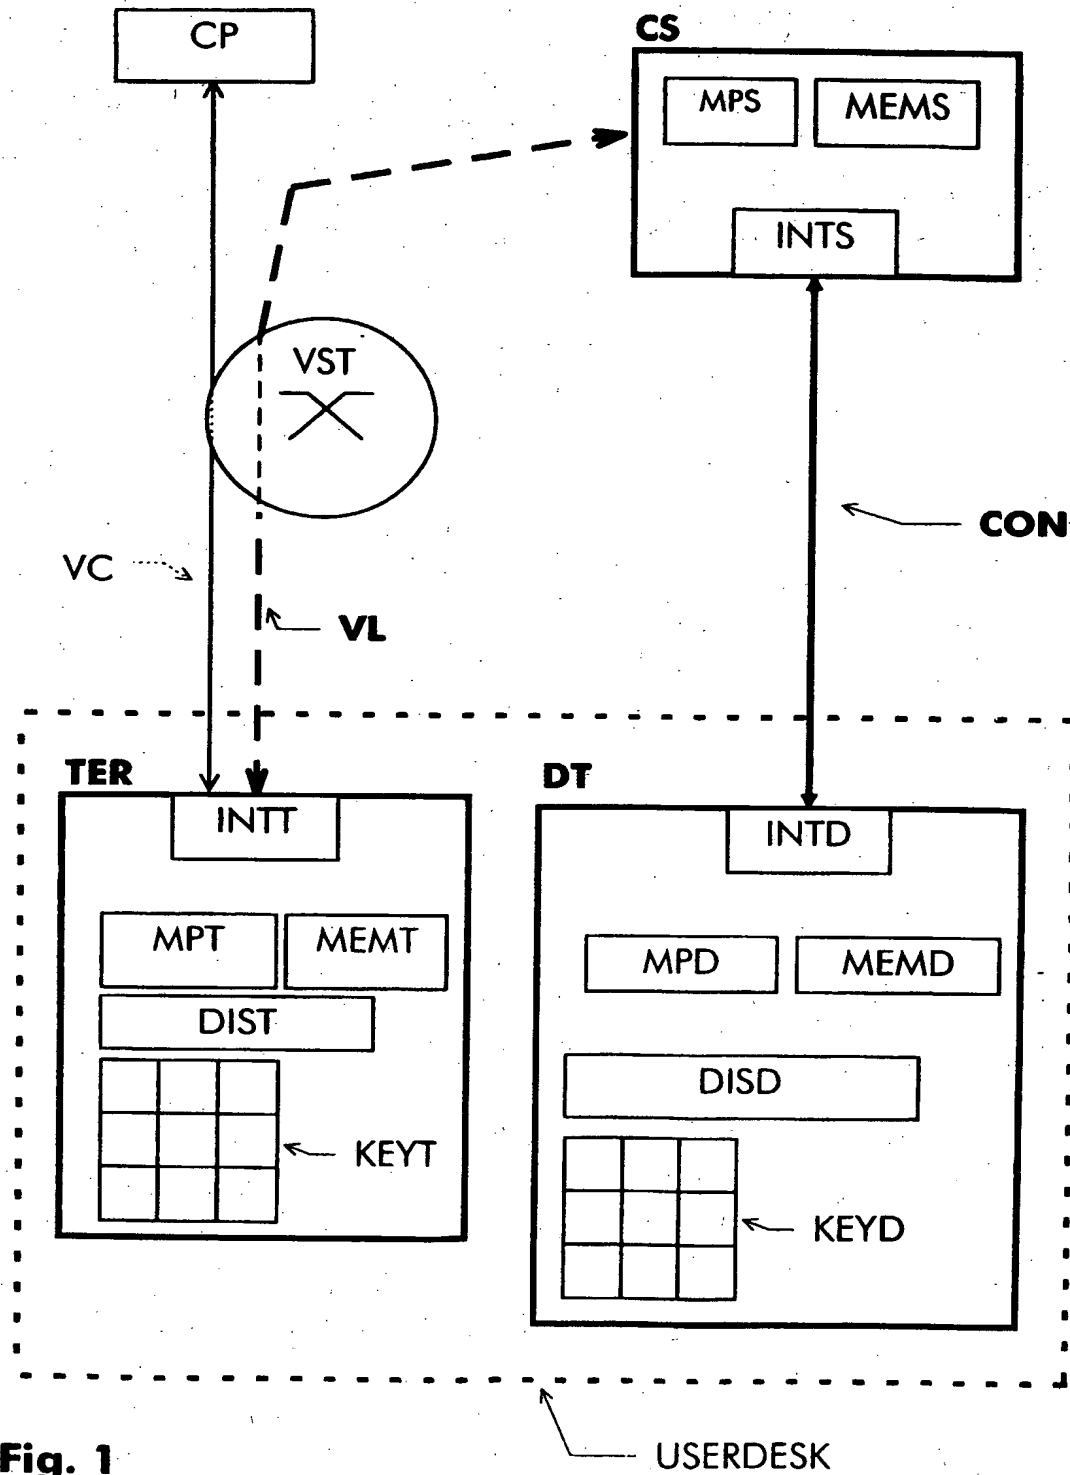 CP
CS
MPS
MEMS
INTS
VST
CON
VC
VL
TER
DT
INTT
INTD
MPT
MEMT
MPD
MEMD
DIST
DISD
KEYT
KEYD
USERDESK
Fig. 1